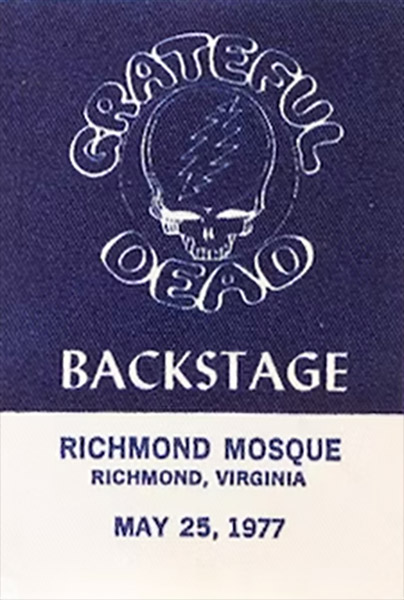 GRATEFUL
DEAD
BACKSTAGE
RICHMOND MOSQUE
RICHMOND, VIRGINIA
MAY 25, 1977